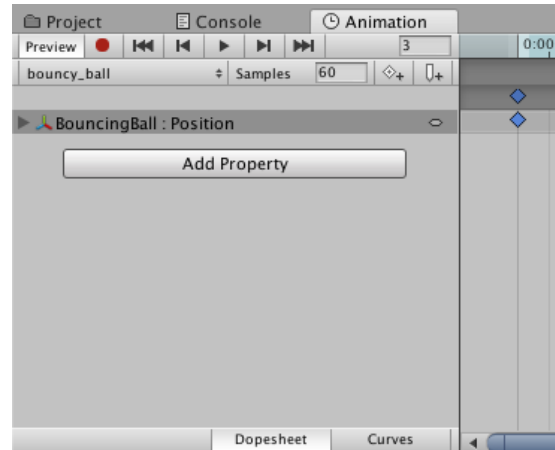 Project Console Animation
Preview 3 0:00
bouncy_ball Samples 60
BouncingBall : Position
Add Property
Dopesheet Curves